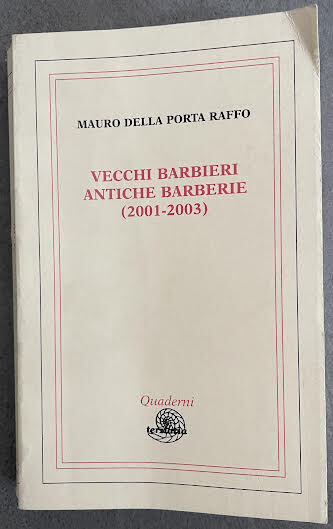 MAURO DELLA PORTA RAFFO
VECCHI BARBIERI
ANTICHE BARBERIE
(2001-2003)
Quaderni